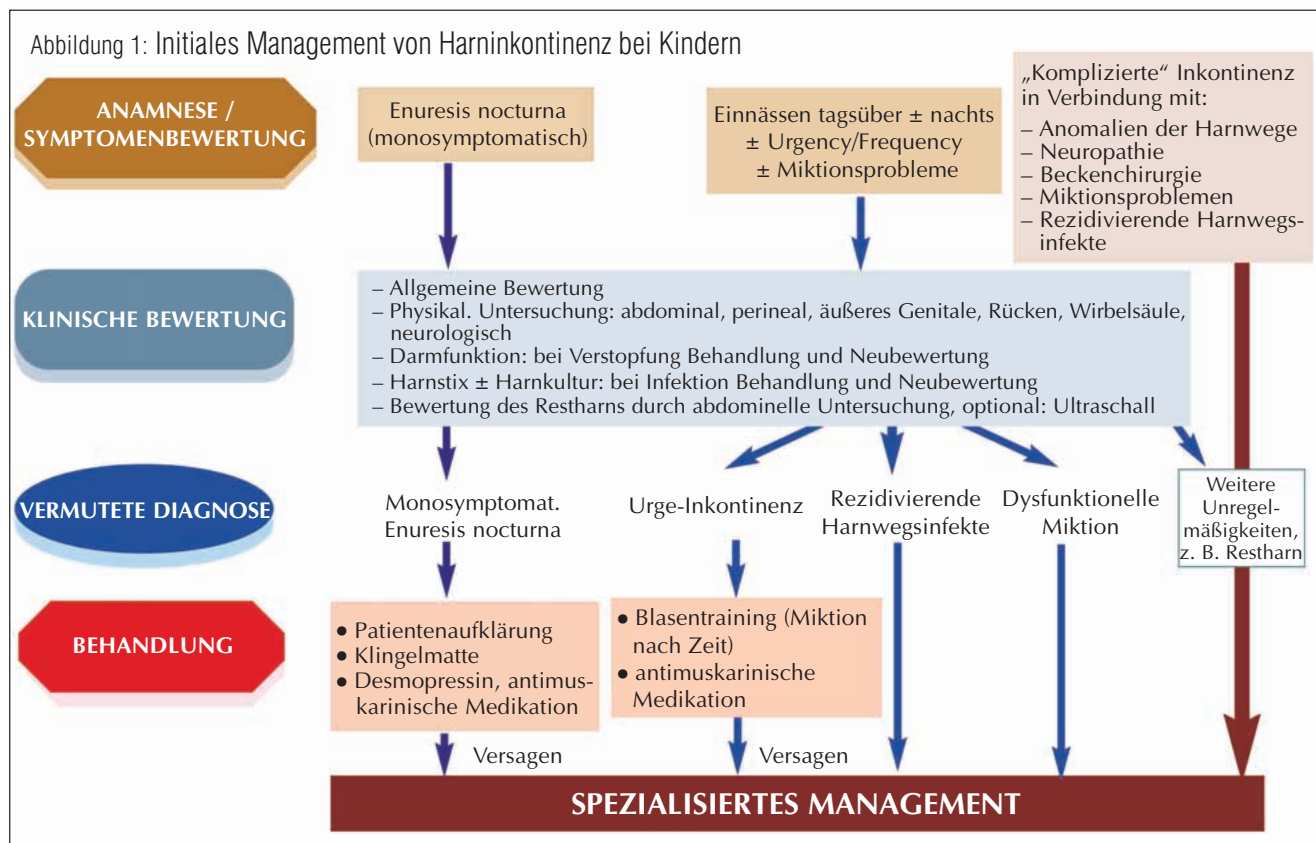 Abbildung 1: Initiales Management von Harninkontinenz bei Kindern
ANAMNESE /
SYMPTOMENBEWERTUNG
Enuresis nocturna
(monosymptomatisch)
Einnässen tagsüber ± nachts
± Urgency/Frequency
± Miktionsprobleme
„Komplizierte“ Inkontinenz
in Verbindung mit:
– Anomalien der Harnwege
– Neuropathie
– Beckenchirurgie
– Miktionsproblemen
– Rezidivierende Harnwegs-
infekte
KLINISCHE BEWERTUNG
– Allgemeine Bewertung
– Physikal. Untersuchung: abdominal, perineal, äußeres Genitale, Rücken, Wirbelsäule,
neurologisch
– Darmfunktion: bei Verstopfung Behandlung und Neubewertung
– Harnstix ± Harnkultur: bei Infektion Behandlung und Neubewertung
– Bewertung des Restharns durch abdominelle Untersuchung, optional: Ultraschall
VERMUTETE DIAGNOSE
Monosymptomat.
Enuresis nocturna
Urge-Inkontinenz
Rezidivierende
Harnwegsinfekte
Dysfunktionelle
Miktion
Weitere
Unregel-
mäßigkeiten,
z. B. Restharn
BEHANDLUNG
● Patientenaufklärung
● Klingelmatte
● Desmopressin, antimus-
karinische Medikation
● Blasentraining (Miktion
nach Zeit)
● antimuskarinische
Medikation
Versagen
Versagen
SPEZIALISIERTES MANAGEMENT